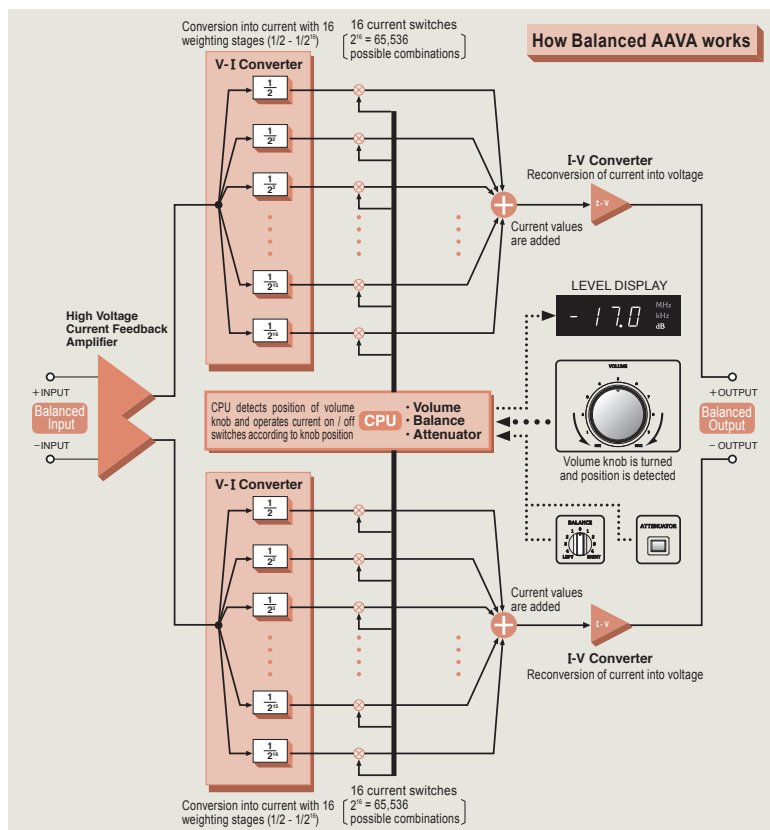 Conversion into current with 16
weighting stages (1/2 - 1/2¹⁶)
16 current switches
2¹⁶ = 65,536
possible combinations
How Balanced AAVA works
V-I Converter
1/2
1/2²
1/2³
1/2¹⁵
1/2¹⁶
I-V Converter
Reconversion of current into voltage
I-V
Current values
are added
High Voltage
Current Feedback
Amplifier
LEVEL DISPLAY
- 17.0
MHz
kHz
dB
+INPUT
Balanced
Input
-INPUT
CPU detects position of volume
knob and operates current on / off
switches according to knob position
CPU
· Volume
· Balance
· Attenuator
VOLUME
Volume knob is turned
and position is detected
+OUTPUT
Balanced
Output
- OUTPUT
V-I Converter
1/2
1/2²
1/2³
1/2¹⁵
1/2¹⁶
BALANCE
LEFT
RIGHT
ATTENUATOR
Current values
are added
I-V
I-V Converter
Reconversion of current into voltage
Conversion into current with 16
weighting stages (1/2 - 1/2¹⁶)
16 current switches
2¹⁶ = 65,536
possible combinations